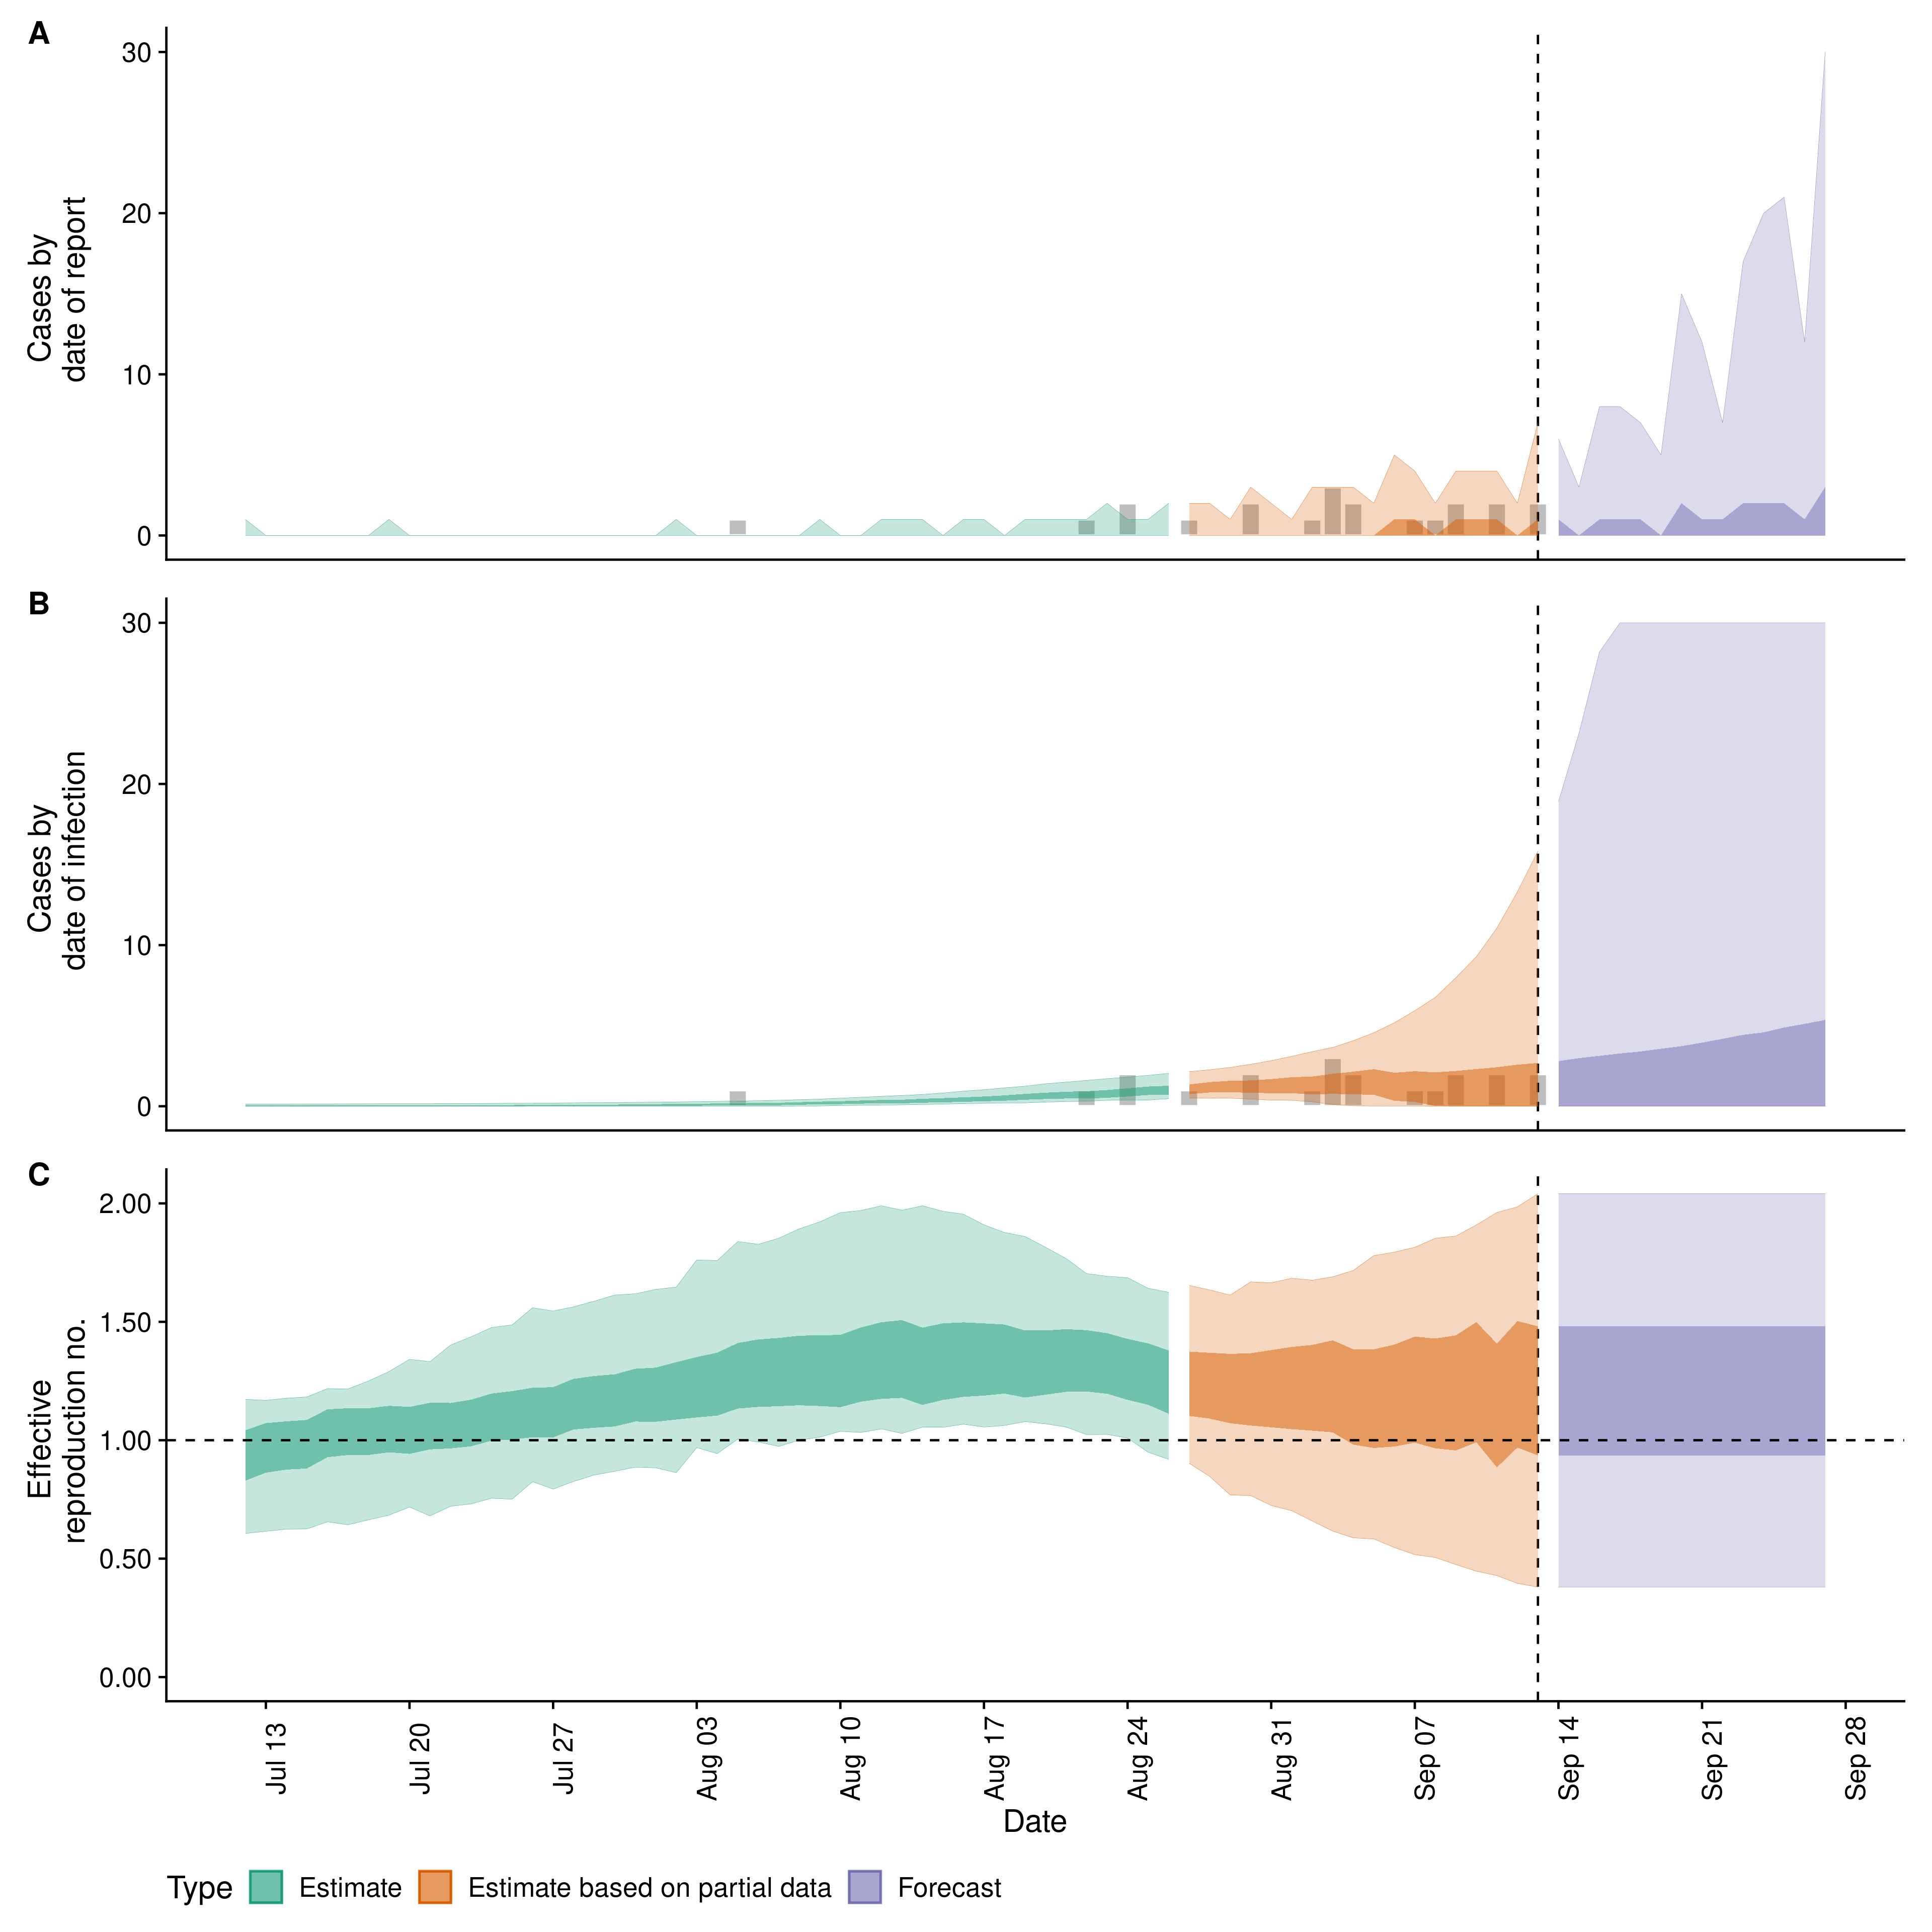 A
Cases by
date of report
30
20
10
0
B
Cases by
date of infection
30
20
10
0
C
Effective
reproduction no.
2.00
1.50
1.00
0.50
0.00
Jul 13
Jul 20
Jul 27
Aug 03
Aug 10
Aug 17
Aug 24
Aug 31
Sep 07
Sep 14
Sep 21
Sep 28
Date
Type Estimate Estimate based on partial data Forecast